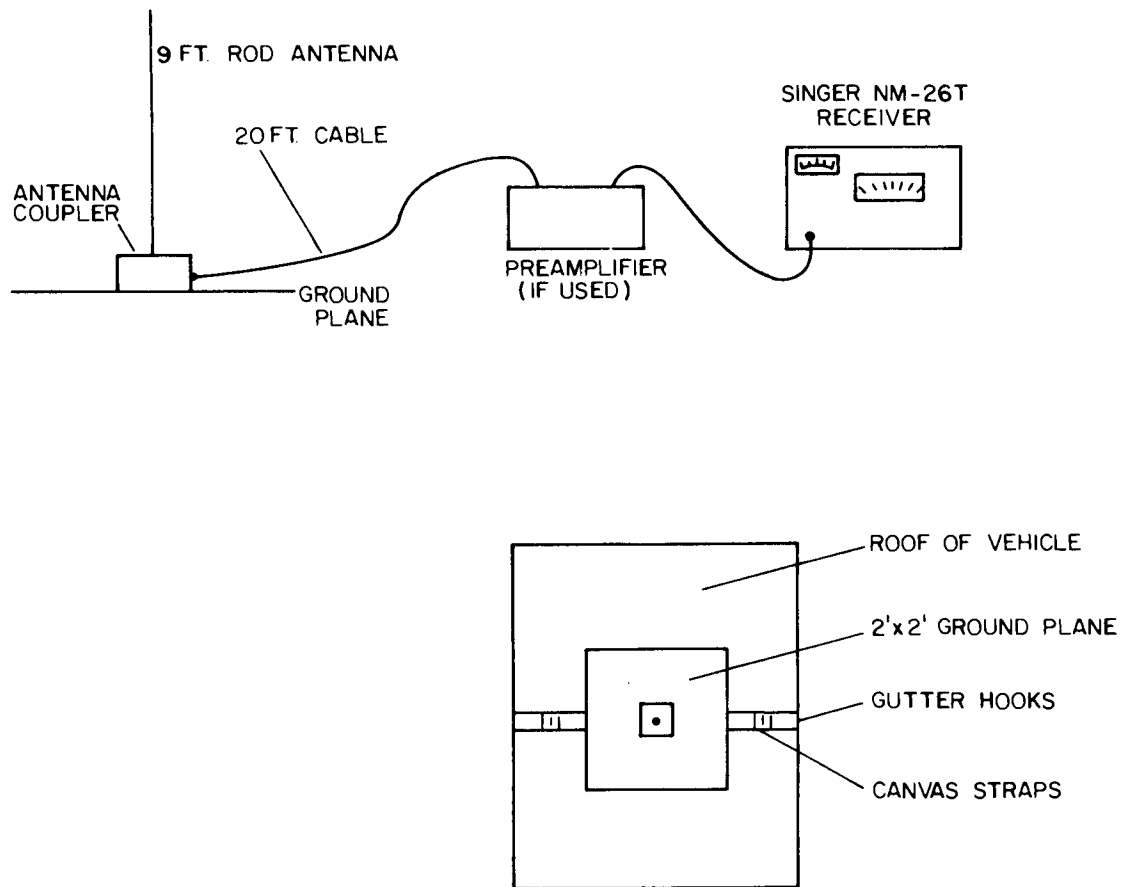 9 FT. ROD ANTENNA
SINGER NM-26T
RECEIVER
20 FT. CABLE
ANTENNA
COUPLER
PREAMPLIFIER
(IF USED)
GROUND
PLANE
ROOF OF VEHICLE
2'x2' GROUND PLANE
GUTTER HOOKS
CANVAS STRAPS